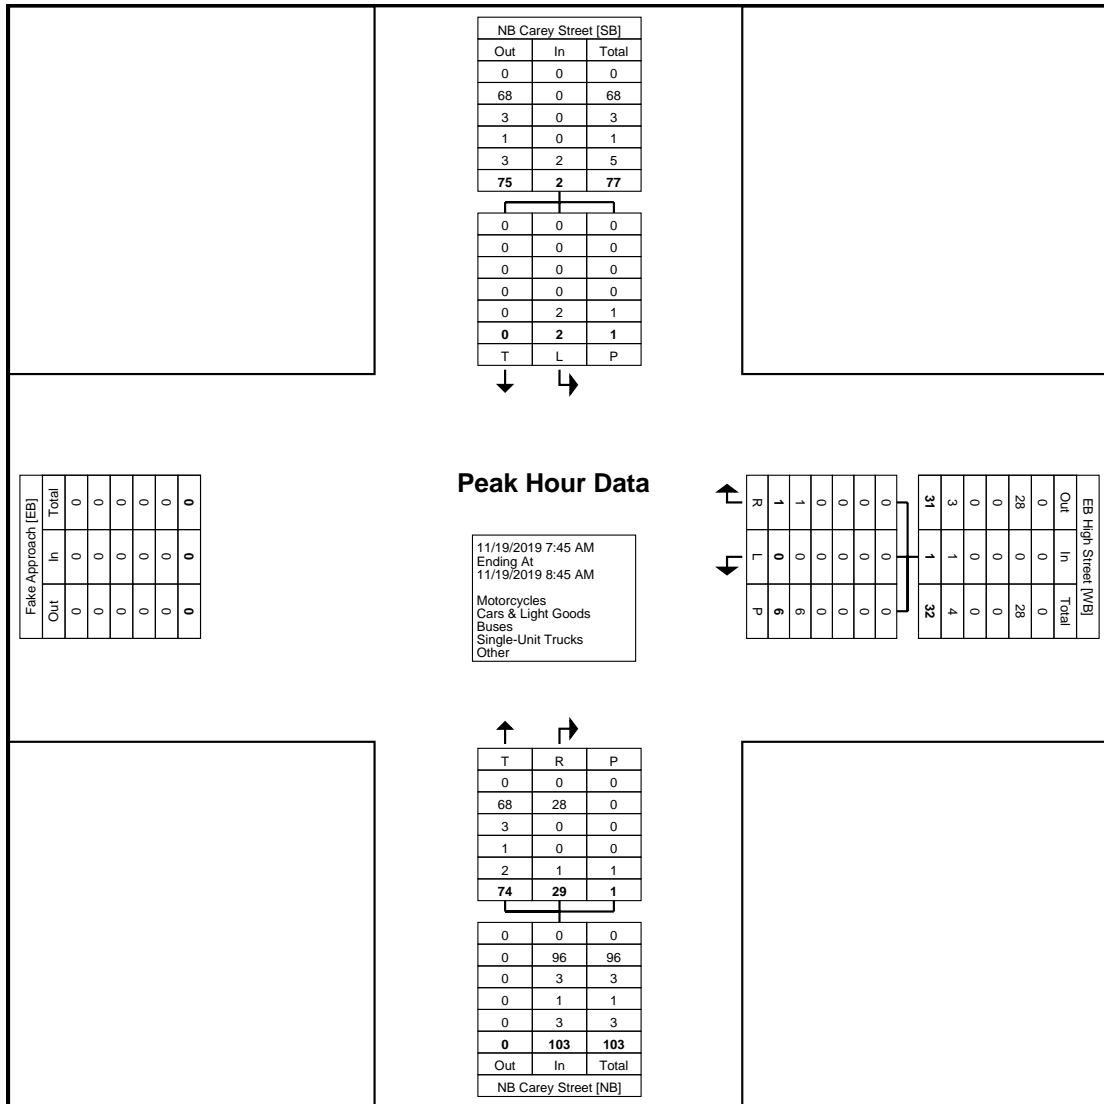 NB Carey Street [SB]
Out In Total
0 0 0
68 0 68
3 0 3
1 0 1
3 2 5
75 2 77
0 0 0
0 0 0
0 0 0
0 0 0
0 2 1
0 2 1
T L P
Fake Approach [EB]
Total In Out
0 0 0
0 0 0
0 0 0
0 0 0
0 0 0
0 0 0
Peak Hour Data
11/19/2019 7:45 AM
Ending At
11/19/2019 8:45 AM
Motorcycles
Cars & Light Goods
Buses
Single-Unit Trucks
Other
EB High Street [WB]
Out In Total
0 0 0
28 0 28
0 0 0
0 0 0
3 1 4
31 1 32
0 0 0
0 0 0
0 0 0
0 0 0
1 0 6
1 0 6
R L P
T R P
0 0 0
68 28 0
3 0 0
1 0 0
2 1 1
74 29 1
0 0 0
0 96 96
0 3 3
0 1 1
0 3 3
0 103 103
Out In Total
NB Carey Street [NB]